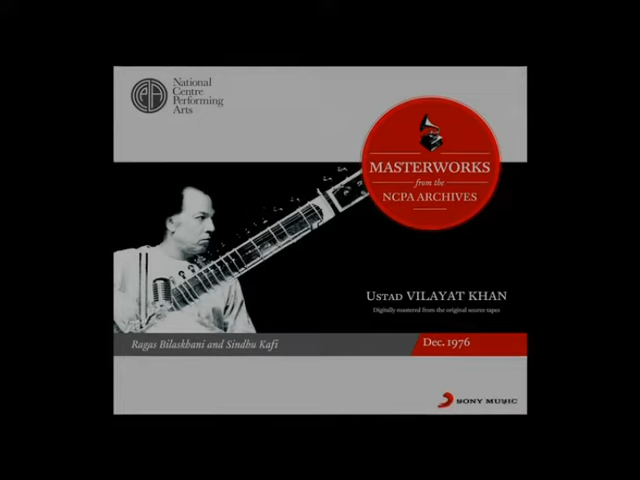 National
Centre
Performing
Arts
MASTERWORKS
from the
NCPA ARCHIVES
USTAD VILAYAT KHAN
Digitally mastered from the original source tapes
Ragas Bilaskhani and Sindhu Kafi
Dec. 1976
SONY MUSIC